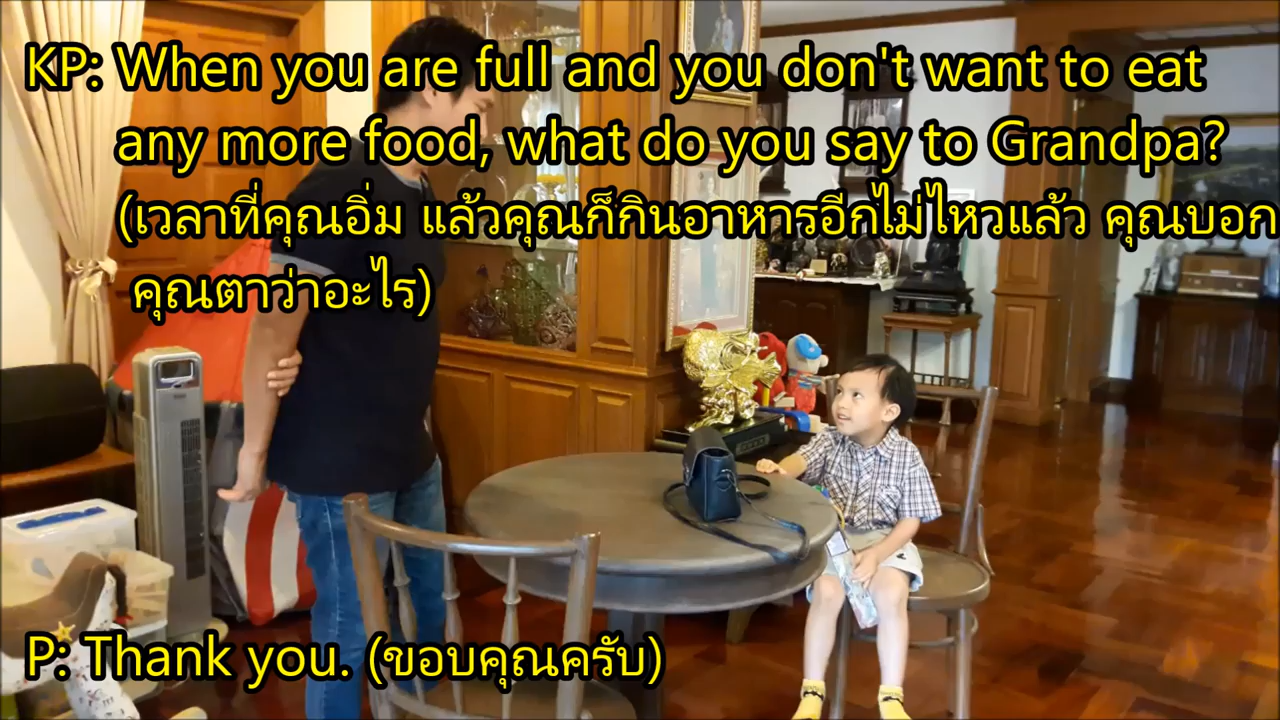 KP: When you are full and you don't want to eat
any more food, what do you say to Grandpa?
(เวลาที่คุณอิ่ม แล้วคุณก็กินอาหารอีกไม่ไหวแล้ว คุณบอก
คุณตาว่าอะไร)
P: Thank you. (ขอบคุณครับ)